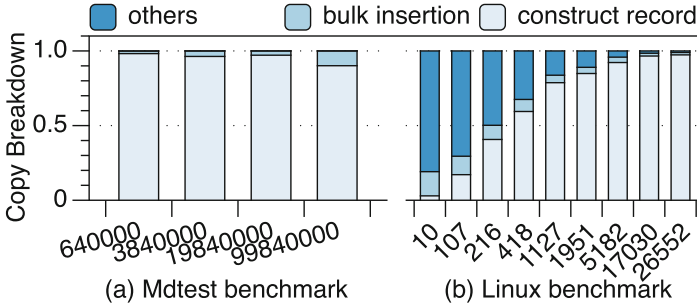 others bulk insertion construct record
Copy Breakdown
1.0
0.5
0
640000 3840000 19840000 99840000
10 107 216 418 1127 1951 5182 17030 26552
(a) Mdtest benchmark (b) Linux benchmark